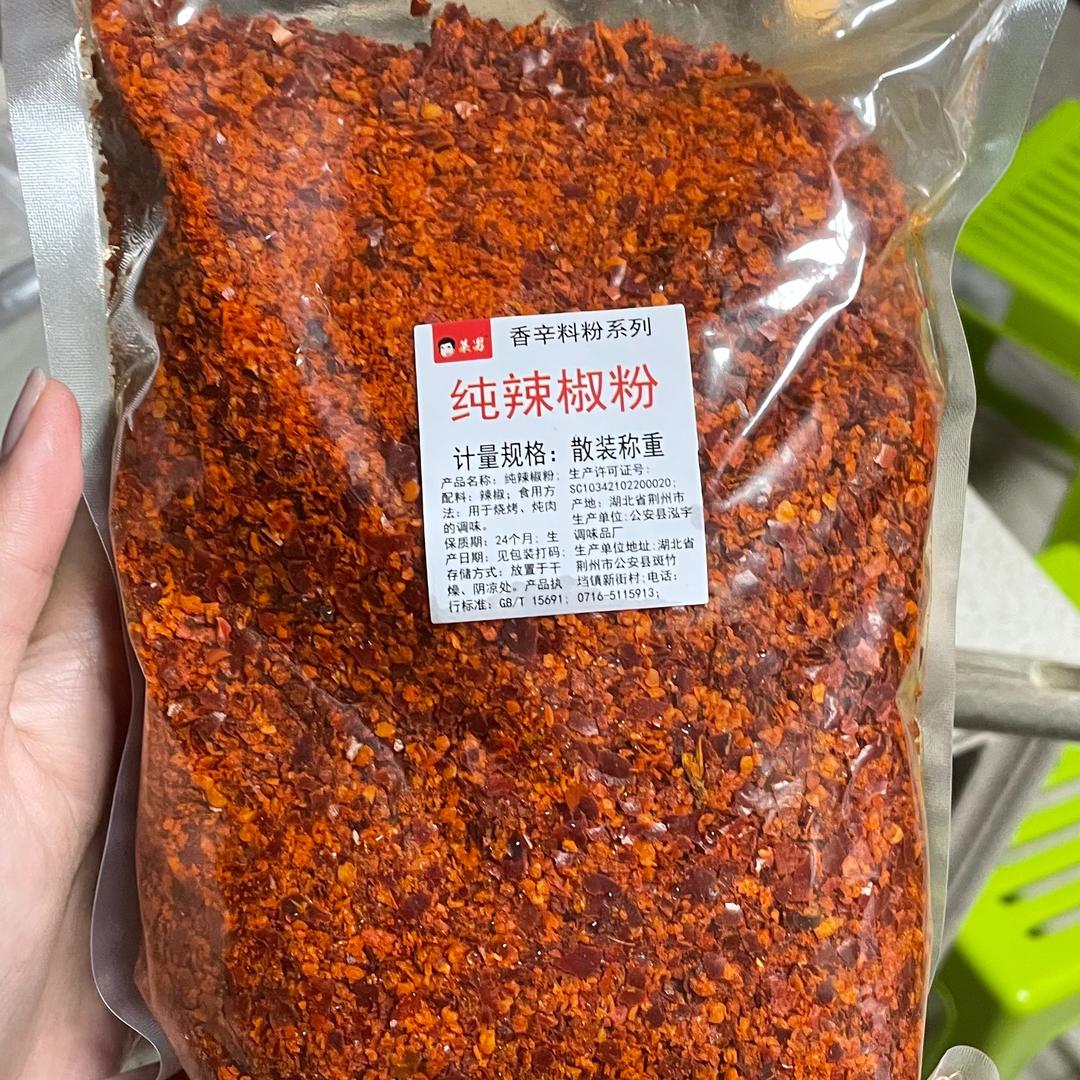 菜男
香辛料粉系列
纯辣椒粉
计量规格：散装称重
产品名称：纯辣椒粉；
配料：辣椒；食用方
法：用于烧烤、炖肉
的调味。
保质期：24个月；生
产日期：见包装打码；
存储方式：放置于干
燥、阴凉处。产品执
行标准：GB/T 15691；
生产许可证号：
SC10342102200020；
产地：湖北省荆州市
生产单位：公安县泓宇
调味品厂
生产单位地址：湖北省
荆州市公安县斑竹
垱镇新街村；电话：
0716-5115913；